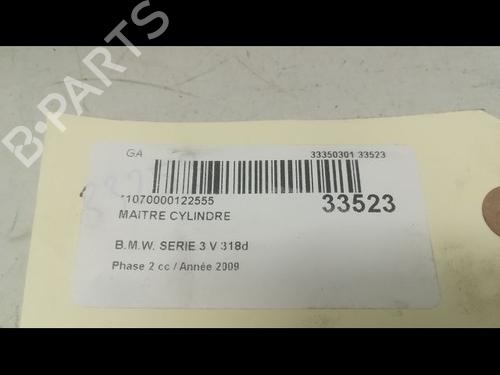 B-PARTS
GA 33350301 33523
*1070000122555 33523
MAITRE CYLINDRE
B.M.W. SERIE 3 V 318d
Phase 2 cc / Année 2009